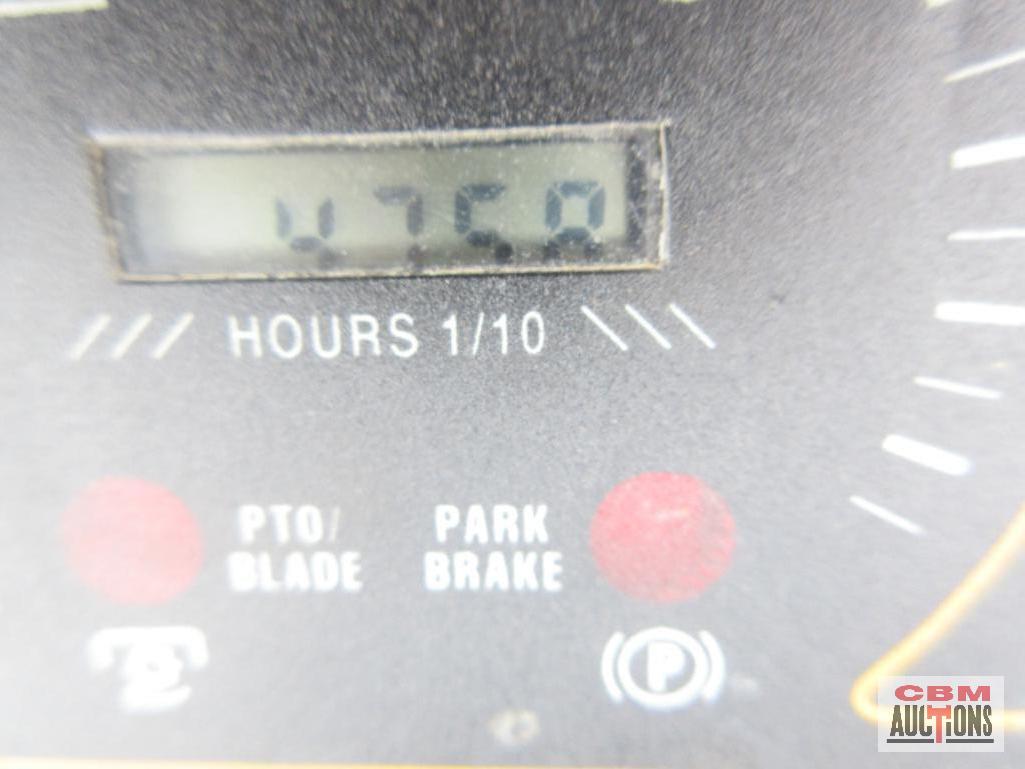 HOURS 1/10
PTO/
BLADE
PARK
BRAKE
P
CBM
AUCTIONS